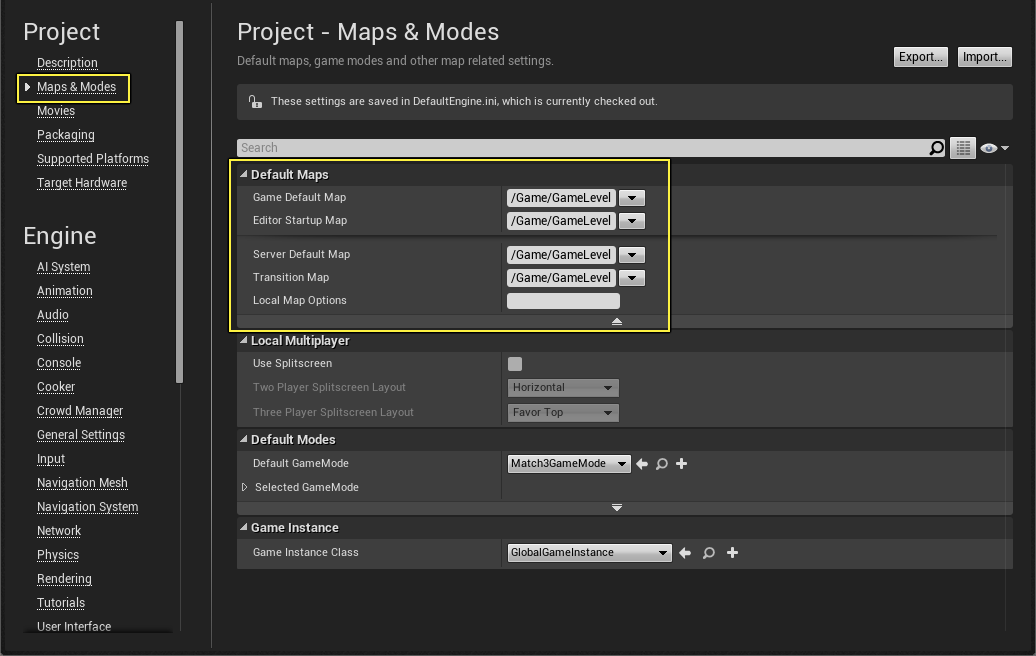 Project
Description
Maps & Modes
Movies
Packaging
Supported Platforms
Target Hardware
Engine
AI System
Animation
Audio
Collision
Console
Cooker
Crowd Manager
General Settings
Input
Navigation Mesh
Navigation System
Network
Physics
Rendering
Tutorials
User Interface
Project - Maps & Modes
Default maps, game modes and other map related settings.
Export... Import...
These settings are saved in DefaultEngine.ini, which is currently checked out.
Search
Default Maps
Game Default Map /Game/GameLevel
Editor Startup Map /Game/GameLevel
Server Default Map /Game/GameLevel
Transition Map /Game/GameLevel
Local Map Options
Local Multiplayer
Use Splitscreen
Two Player Splitscreen Layout Horizontal
Three Player Splitscreen Layout Favor Top
Default Modes
Default GameMode Match3GameMode
Selected GameMode
Game Instance
Game Instance Class GlobalGameInstance